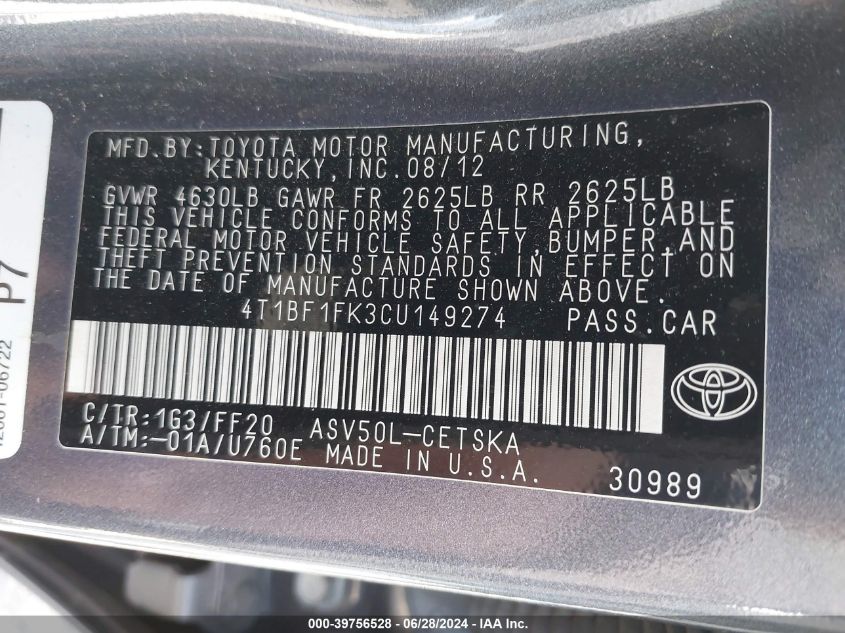 MFD.BY:TOYOTA MOTOR MANUFACTURING,
KENTUCKY, INC.08/12
GVWR 4630LB GAWR FR 2625LB RR 2625LB
THIS VEHICLE CONFORMS TO ALL APPLICABLE
FEDERAL MOTOR VEHICLE SAFETY,BUMPER,AND
THEFT PREVENTION STANDARDS IN EFFECT ON
THE DATE OF MANUFACTURE SHOWN ABOVE.
4T1BF1FK3CU149274 PASS.CAR
C/TR:1G3/FF20 ASV50L-CETSKA
A/TM:-01A/U760E MADE IN U.S.A. 30989
P7
000-39756528 - 06/28/2024 - IAA